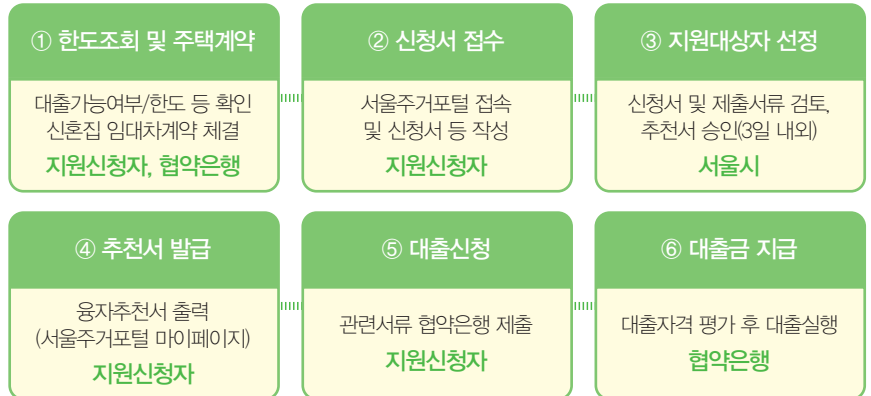 ① 한도조회 및 주택계약
대출가능여부/한도 등 확인
신혼집 임대차계약 체결
지원신청자, 협약은행
② 신청서 접수
서울주거포털 접속
및 신청서 등 작성
지원신청자
③ 지원대상자 선정
신청서 및 제출서류 검토,
추천서 승인(3일 내외)
서울시
④ 추천서 발급
융자추천서 출력
(서울주거포털 마이페이지)
지원신청자
⑤ 대출신청
관련서류 협약은행 제출
지원신청자
⑥ 대출금 지급
대출자격 평가 후 대출실행
협약은행